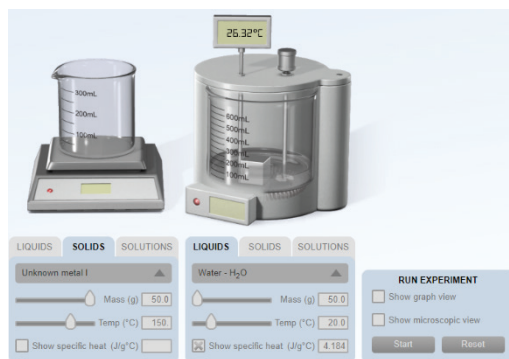 26.32°C
300mL
200mL
100mL
600mL
500mL
400mL
300mL
200mL
100mL
LIQUIDS SOLIDS SOLUTIONS
Unknown metal I
Mass (g) 50.0
Temp (°C) 150.
Show specific heat (J/g°C)
LIQUIDS SOLIDS SOLUTIONS
Water - H₂O
Mass (g) 50.0
Temp (°C) 20.0
Show specific heat (J/g°C) 4.184
RUN EXPERIMENT
Show graph view
Show microscopic view
Start Reset